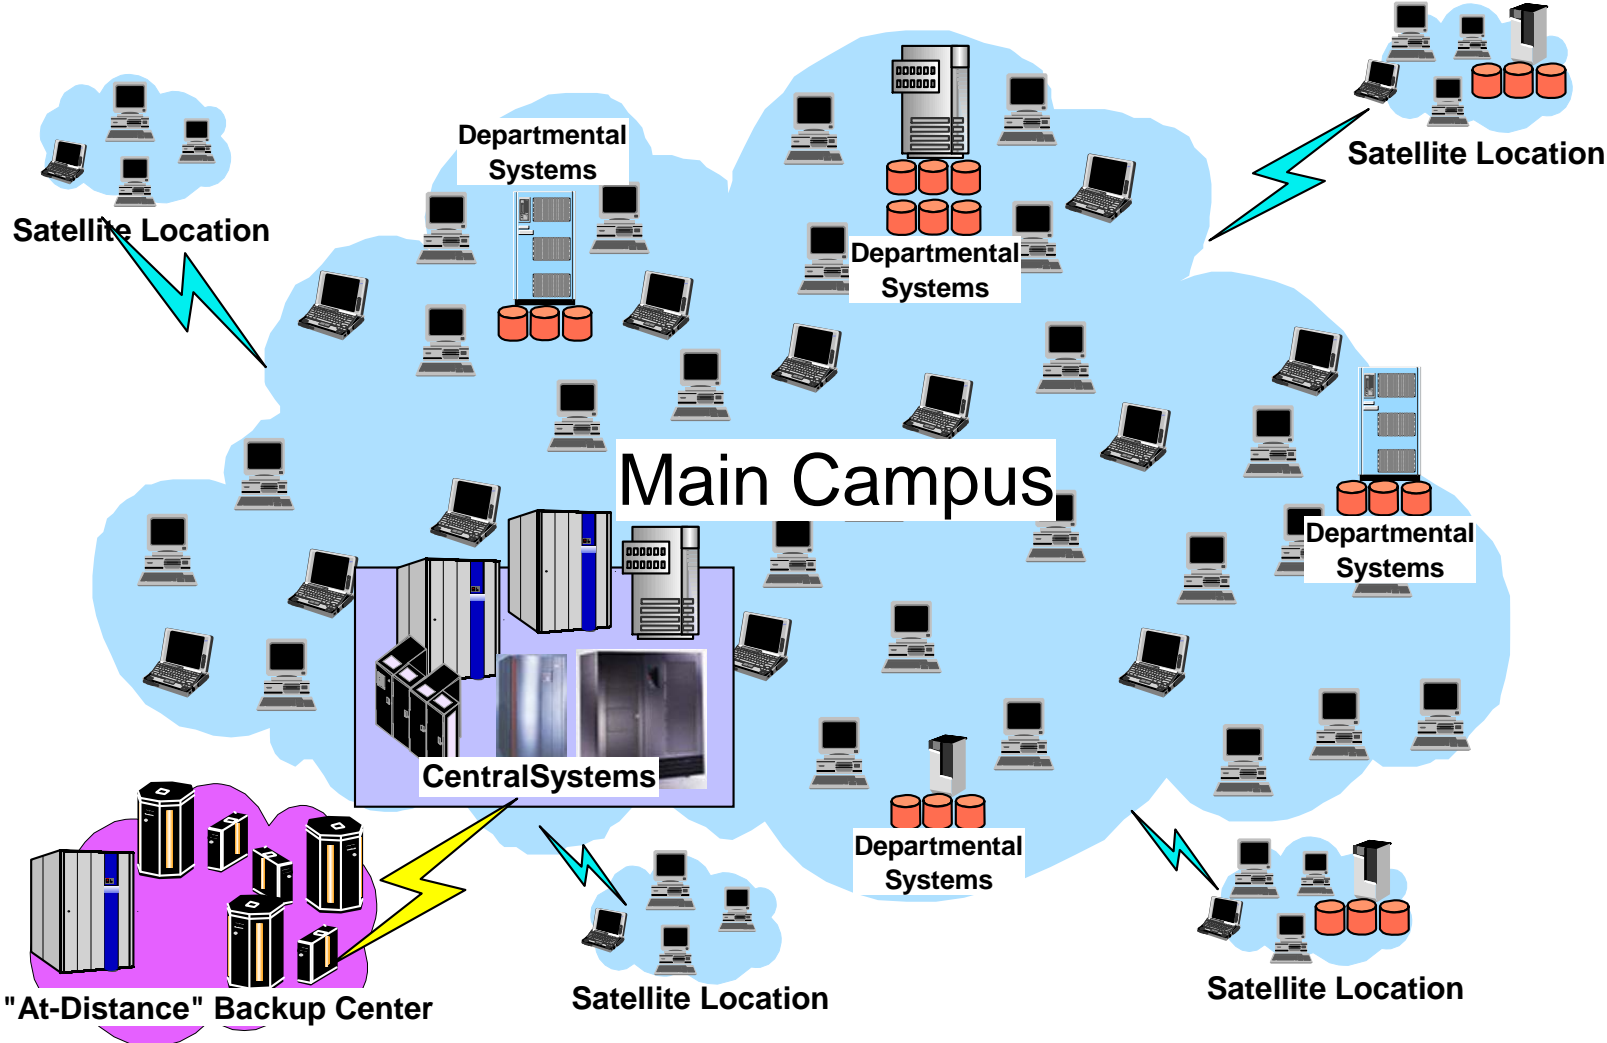 Departmental
Systems
Satellite Location
Satellite Location
Departmental
Systems
Main Campus
Departmental
Systems
CentralSystems
Departmental
Systems
"At-Distance" Backup Center
Satellite Location
Satellite Location